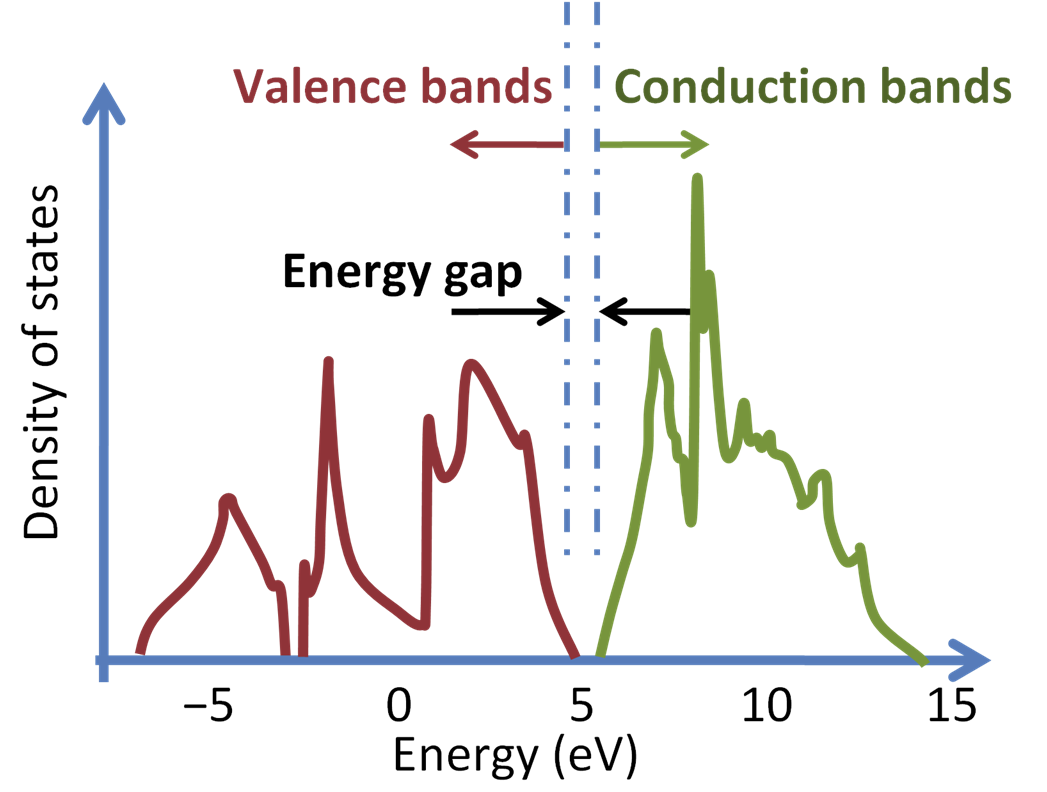 Valence bands
Conduction bands
Energy gap
Density of states
−5 0 5 10 15
Energy (eV)